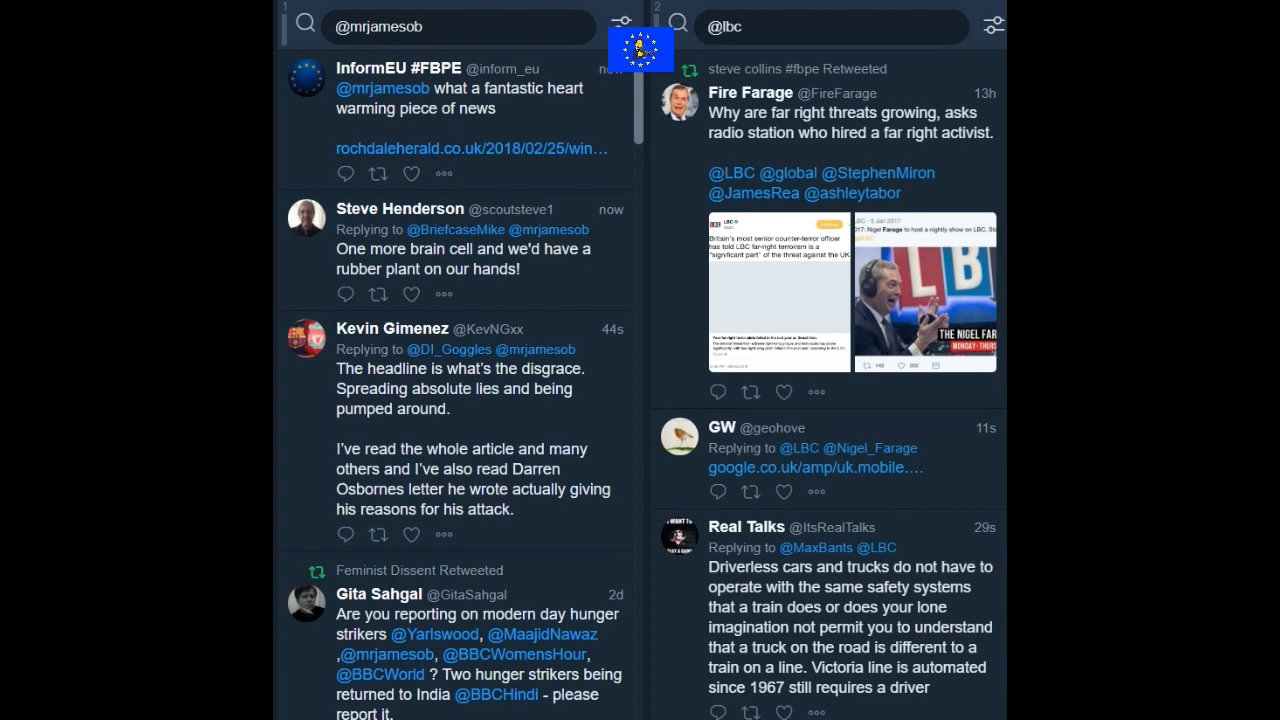 1
@mrjamesob
InformEU #FBPE @inform_eu
@mrjamesob what a fantastic heart
warming piece of news
rochdaleherald.co.uk/2018/02/25/win…
Steve Henderson @scoutsteve1 now
Replying to @BriefcaseMike @mrjamesob
One more brain cell and we'd have a
rubber plant on our hands!
Kevin Gimenez @KevNGxx 44s
Replying to @DI_Goggles @mrjamesob
The headline is what's the disgrace.
Spreading absolute lies and being
pumped around.
I've read the whole article and many
others and I've also read Darren
Osbornes letter he wrote actually giving
his reasons for his attack.
Feminist Dissent Retweeted
Gita Sahgal @GitaSahgal 2d
Are you reporting on modern day hunger
strikers @Yarlswood, @MaajidNawaz
,@mrjamesob, @BBCWomensHour,
@BBCWorld ? Two hunger strikers being
returned to India @BBCHindi - please
report it.
2
@lbc
steve collins #fbpe Retweeted
Fire Farage @FireFarage 13h
Why are far right threats growing, asks
radio station who hired a far right activist.
@LBC @global @StephenMiron
@JamesRea @ashleytabor
LBC
Britain's most senior counter-terror officer
has told LBC far-right terrorism is a
"significant part" of the threat against the UK
LBC · 5 Jan 2017
017: Nigel Farage to host a nightly show on LBC.
LB
THE NIGEL FAR
MONDAY-THURS
GW @geohove 11s
Replying to @LBC @Nigel_Farage
google.co.uk/amp/uk.mobile.…
Real Talks @ItsRealTalks 29s
Replying to @MaxBants @LBC
Driverless cars and trucks do not have to
operate with the same safety systems
that a train does or does your lone
imagination not permit you to understand
that a truck on the road is different to a
train on a line. Victoria line is automated
since 1967 still requires a driver